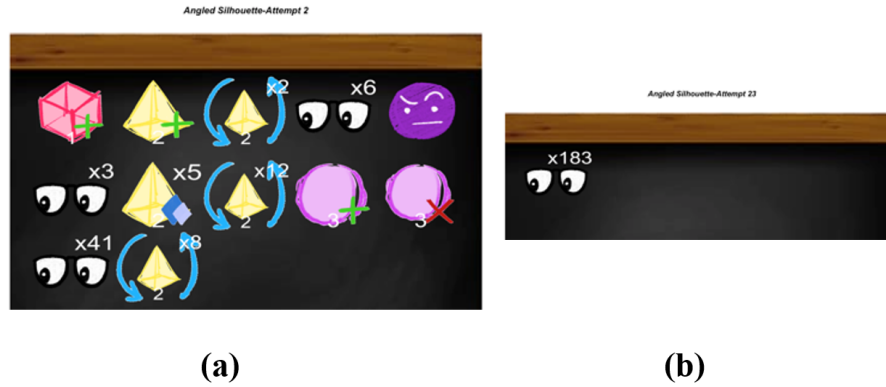 Angled Silhouette-Attempt 2
x2 x6
1 2 2
x3 x5 x12
2 2 3 3
x41 x8
2
Angled Silhouette-Attempt 23
x183
(a) (b)